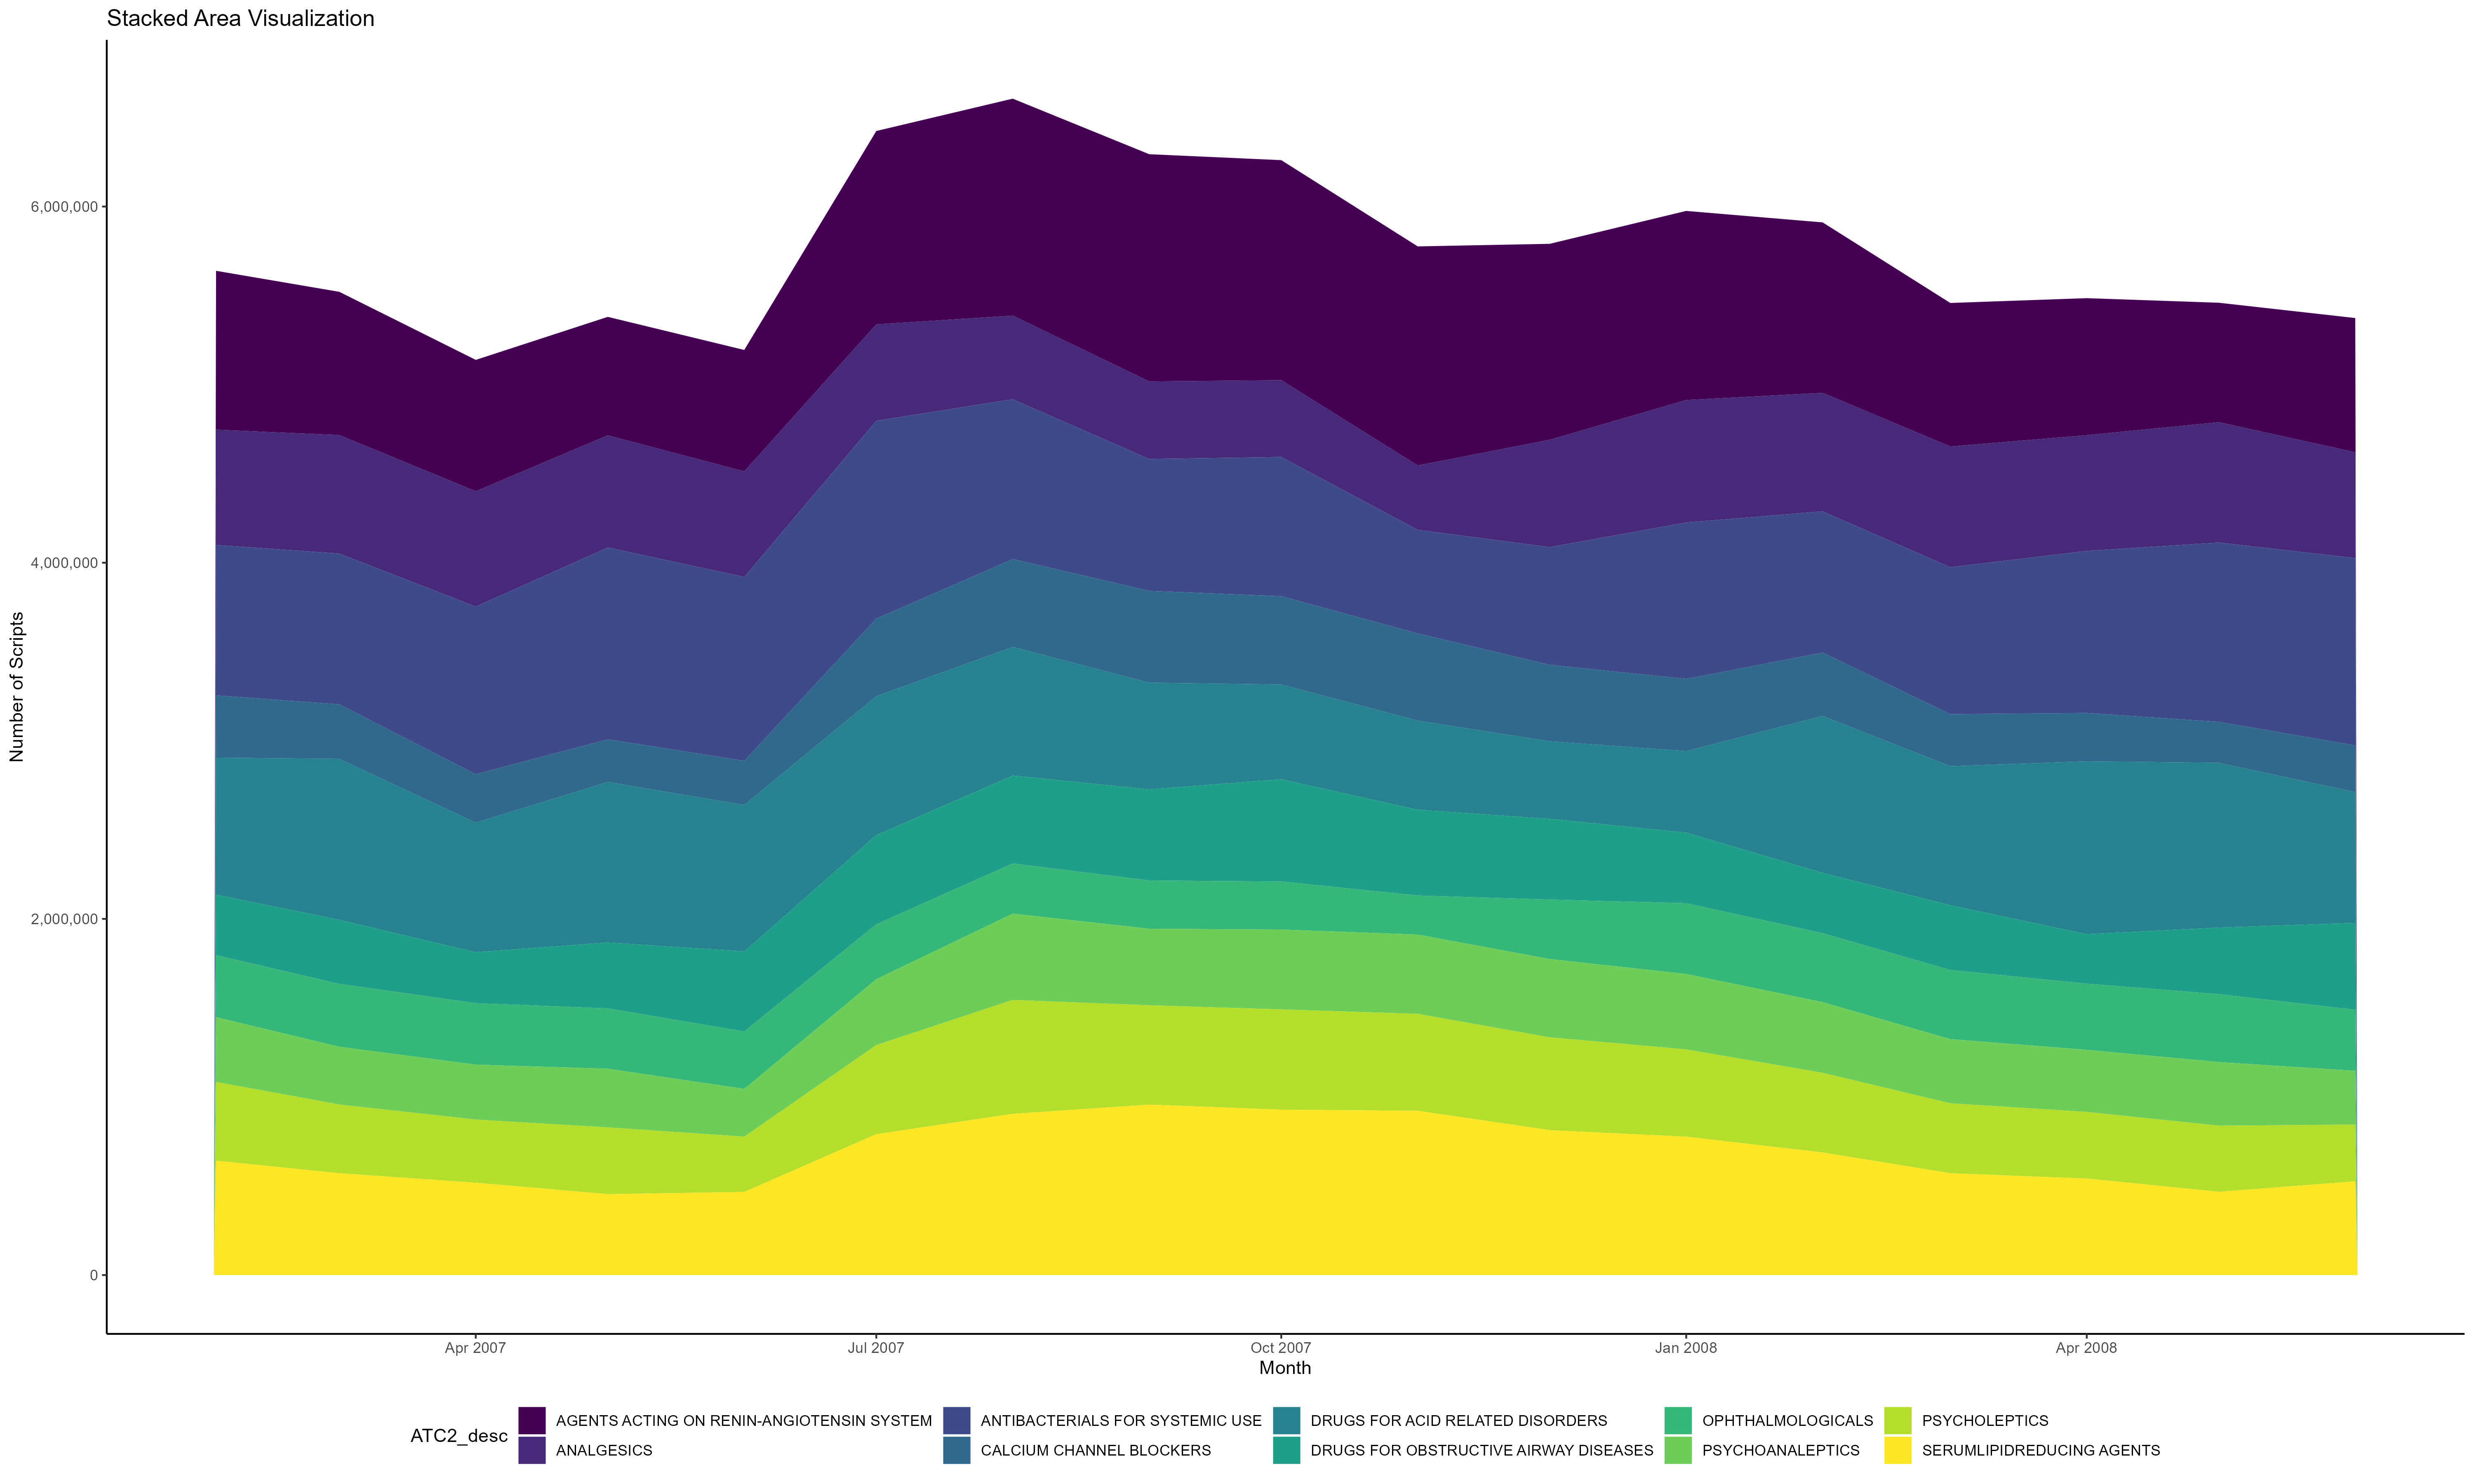 Stacked Area Visualization
6,000,000
4,000,000
2,000,000
0
Number of Scripts
Apr 2007
Jul 2007
Oct 2007
Jan 2008
Apr 2008
Month
ATC2_desc
AGENTS ACTING ON RENIN-ANGIOTENSIN SYSTEM
ANALGESICS
ANTIBACTERIALS FOR SYSTEMIC USE
CALCIUM CHANNEL BLOCKERS
DRUGS FOR ACID RELATED DISORDERS
DRUGS FOR OBSTRUCTIVE AIRWAY DISEASES
OPHTHALMOLOGICALS
PSYCHOANALEPTICS
PSYCHOLEPTICS
SERUMLIPIDREDUCING AGENTS